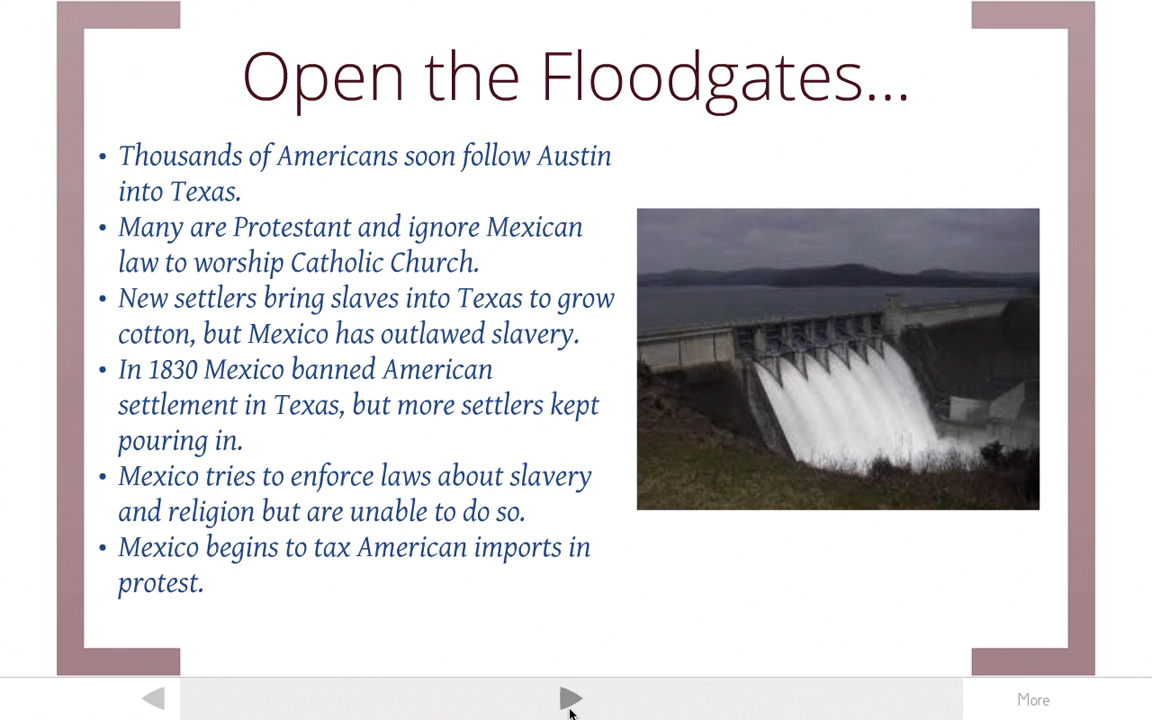 Open the Floodgates...
• Thousands of Americans soon follow Austin
into Texas.
• Many are Protestant and ignore Mexican
law to worship Catholic Church.
• New settlers bring slaves into Texas to grow
cotton, but Mexico has outlawed slavery.
• In 1830 Mexico banned American
settlement in Texas, but more settlers kept
pouring in.
• Mexico tries to enforce laws about slavery
and religion but are unable to do so.
• Mexico begins to tax American imports in
protest.
More